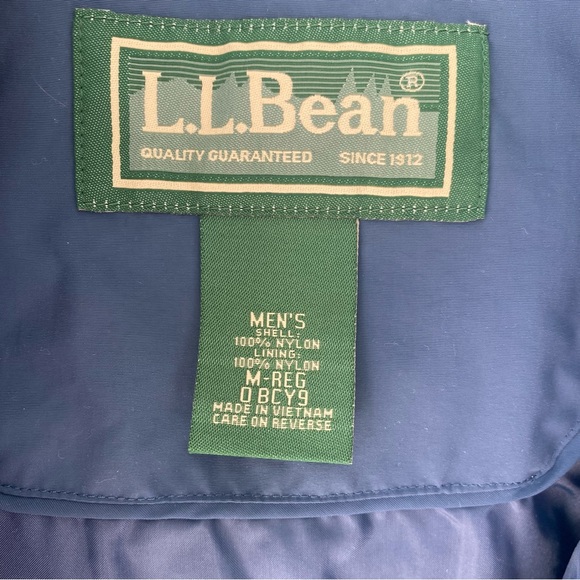 L.L.Bean®
QUALITY GUARANTEED SINCE 1912
MEN'S
SHELL:
100% NYLON
LINING:
100% NYLON
M-REG
0 BCY9
MADE IN VIETNAM
CARE ON REVERSE